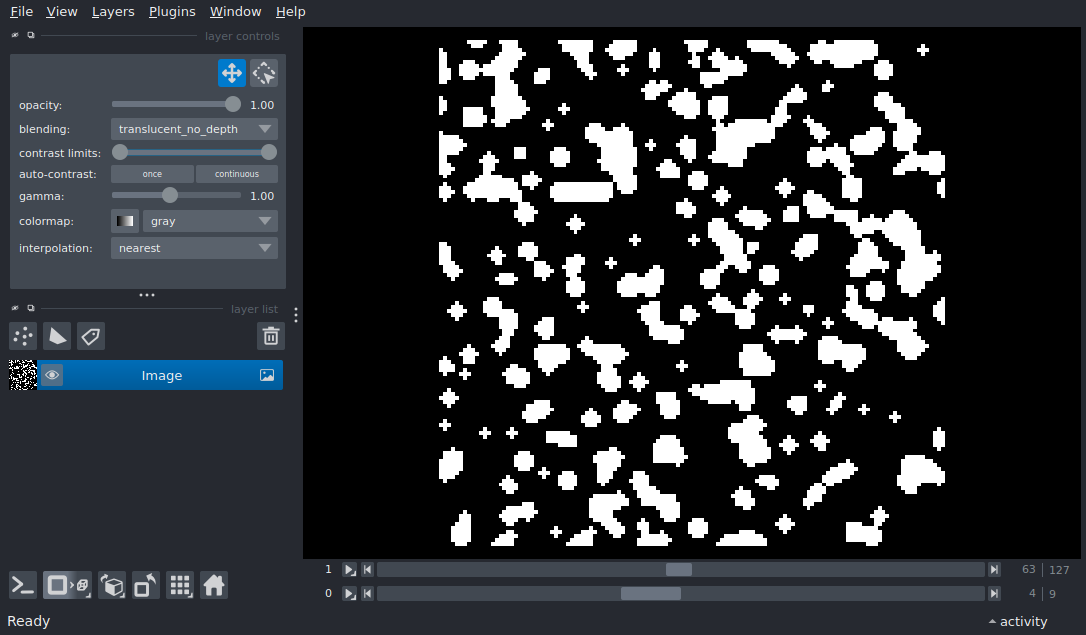 File View Layers Plugins Window Help
layer controls
opacity: 1.00
blending: translucent_no_depth
contrast limits:
auto-contrast: once continuous
gamma: 1.00
colormap: gray
interpolation: nearest
layer list
Image
1 63 127
0 4 9
Ready activity